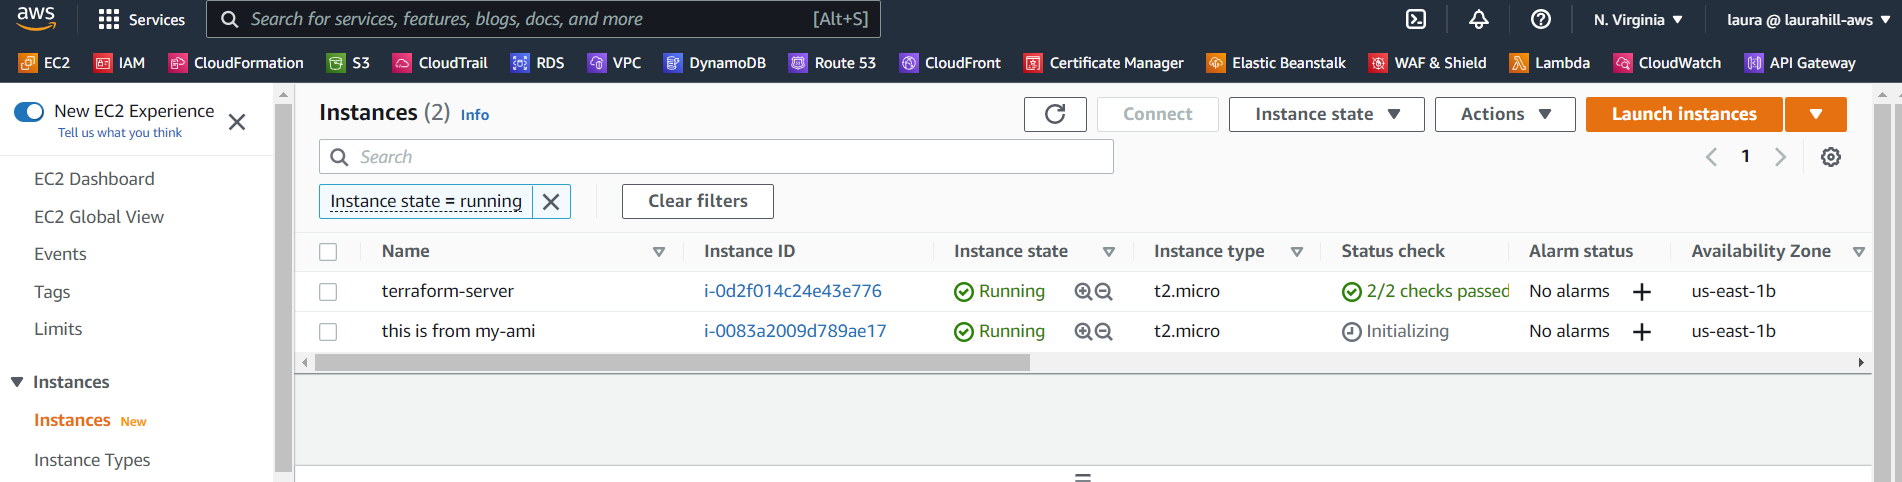 aws
Services
Search for services, features, blogs, docs, and more [Alt+S]
N. Virginia
laura @ laurahill-aws
EC2 IAM CloudFormation S3 CloudTrail RDS VPC DynamoDB Route 53 CloudFront Certificate Manager Elastic Beanstalk WAF & Shield Lambda CloudWatch API Gateway
New EC2 Experience
Tell us what you think
EC2 Dashboard
EC2 Global View
Events
Tags
Limits
Instances
Instances New
Instance Types
Instances (2) Info
Connect
Instance state
Actions
Launch instances
Search
1
Instance state = running
Clear filters
Name Instance ID Instance state Instance type Status check Alarm status Availability Zone
terraform-server i-0d2f014c24e43e776 Running t2.micro 2/2 checks passed No alarms us-east-1b
this is from my-ami i-0083a2009d789ae17 Running t2.micro Initializing No alarms us-east-1b